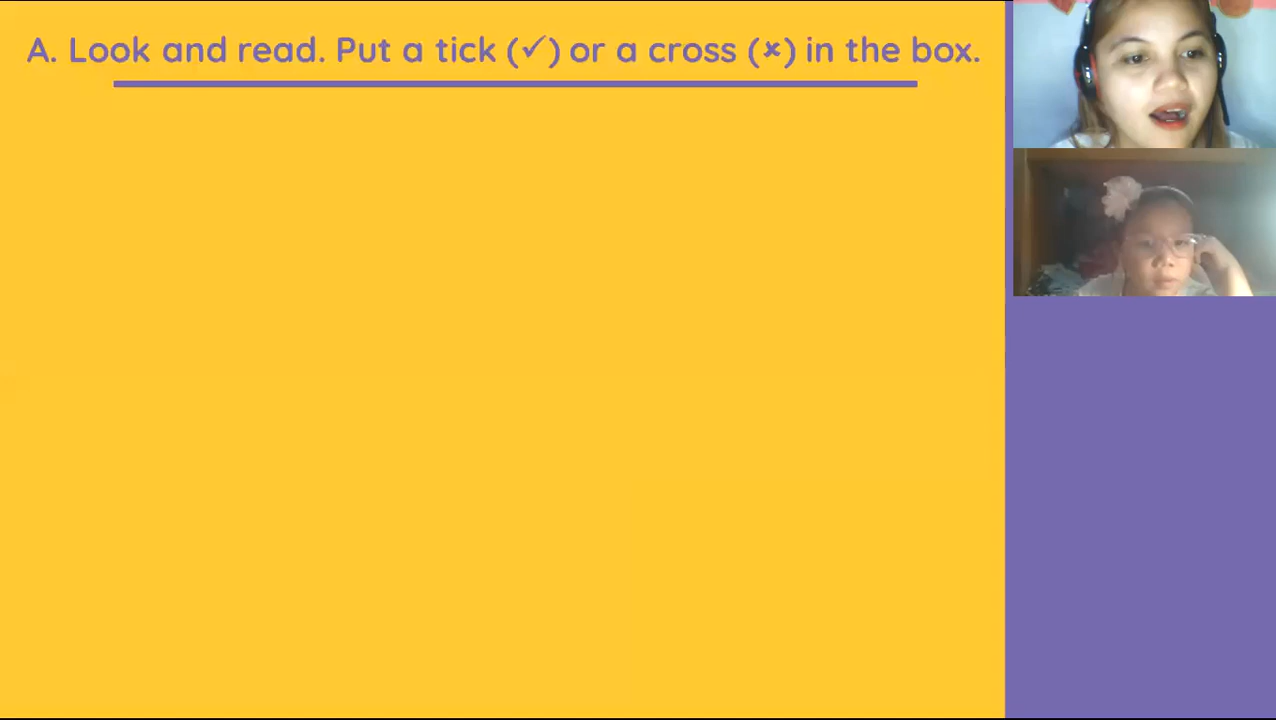 A. Look and read. Put a tick (✓) or a cross (×) in the box.